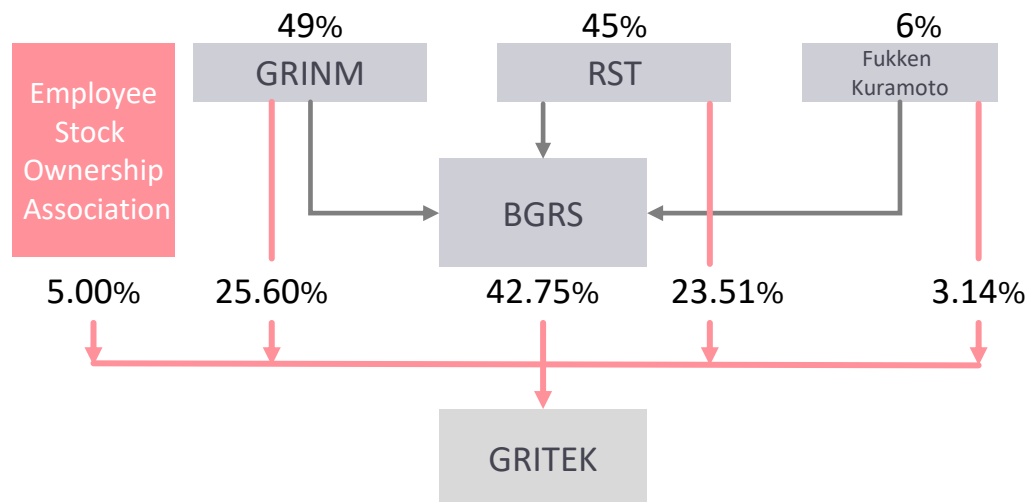 49%
45%
6%
GRINM
RST
Fukken
Kuramoto
Employee
Stock
Ownership
Association
BGRS
5.00%
25.60%
42.75%
23.51%
3.14%
GRITEK